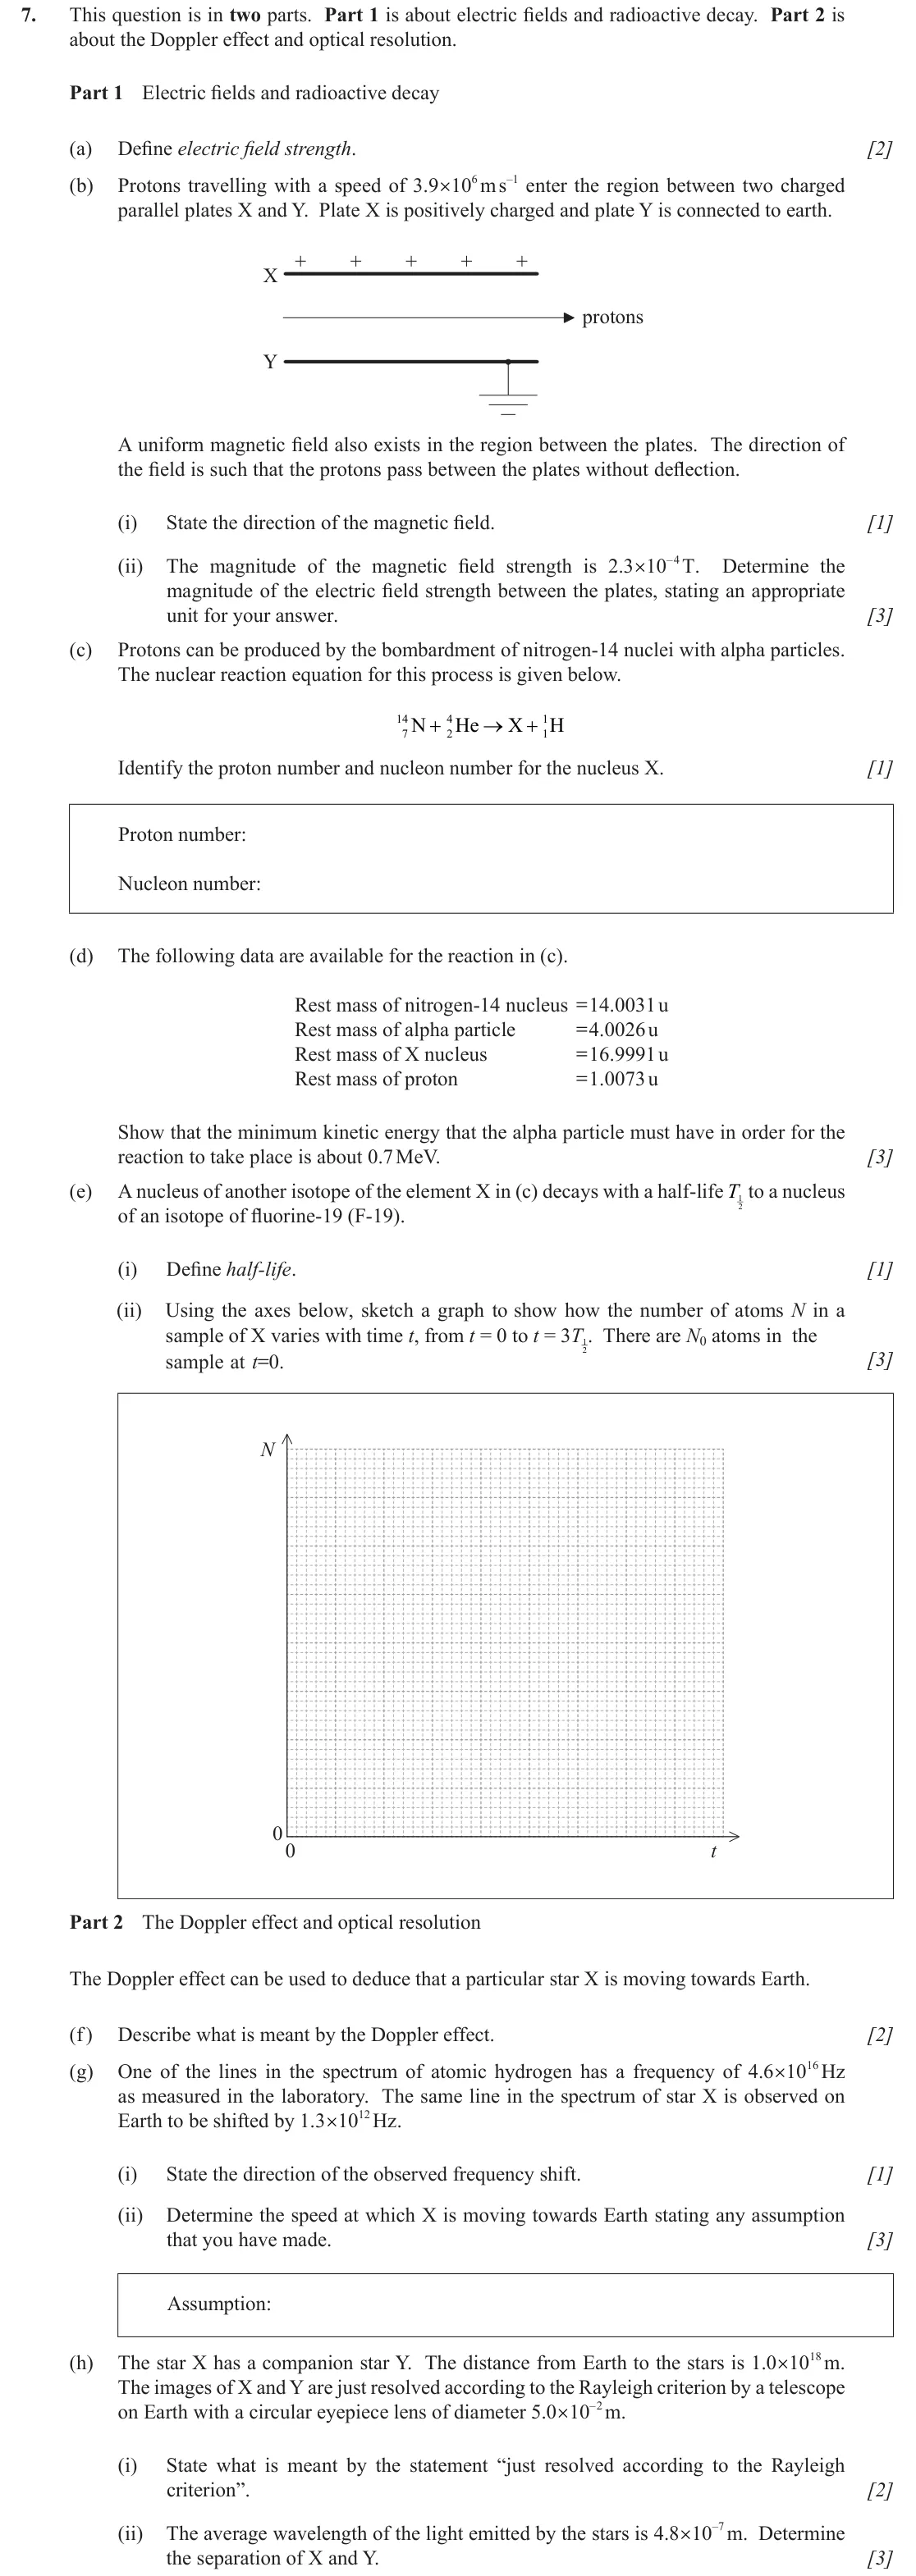 7. This question is in two parts. Part 1 is about electric fields and radioactive decay. Part 2 is
about the Doppler effect and optical resolution.
Part 1 Electric fields and radioactive decay
(a) Define electric field strength. [2]
(b) Protons travelling with a speed of 3.9×10⁶ m s⁻¹ enter the region between two charged
parallel plates X and Y. Plate X is positively charged and plate Y is connected to earth.
+ + + + +
X
protons
Y
A uniform magnetic field also exists in the region between the plates. The direction of
the field is such that the protons pass between the plates without deflection.
(i) State the direction of the magnetic field. [1]
(ii) The magnitude of the magnetic field strength is 2.3×10⁻⁴ T. Determine the
magnitude of the electric field strength between the plates, stating an appropriate
unit for your answer. [3]
(c) Protons can be produced by the bombardment of nitrogen-14 nuclei with alpha particles.
The nuclear reaction equation for this process is given below.
¹⁴₇N + ⁴₂He → X + ¹₁H
Identify the proton number and nucleon number for the nucleus X. [1]
Proton number:
Nucleon number:
(d) The following data are available for the reaction in (c).
Rest mass of nitrogen-14 nucleus =14.0031 u
Rest mass of alpha particle =4.0026 u
Rest mass of X nucleus =16.9991 u
Rest mass of proton =1.0073 u
Show that the minimum kinetic energy that the alpha particle must have in order for the
reaction to take place is about 0.7 MeV. [3]
(e) A nucleus of another isotope of the element X in (c) decays with a half-life T½ to a nucleus
of an isotope of fluorine-19 (F-19).
(i) Define half-life. [1]
(ii) Using the axes below, sketch a graph to show how the number of atoms N in a
sample of X varies with time t, from t = 0 to t = 3T½. There are N₀ atoms in the
sample at t=0. [3]
N
0
0 t
Part 2 The Doppler effect and optical resolution
The Doppler effect can be used to deduce that a particular star X is moving towards Earth.
(f) Describe what is meant by the Doppler effect. [2]
(g) One of the lines in the spectrum of atomic hydrogen has a frequency of 4.6×10¹⁶ Hz
as measured in the laboratory. The same line in the spectrum of star X is observed on
Earth to be shifted by 1.3×10¹² Hz.
(i) State the direction of the observed frequency shift. [1]
(ii) Determine the speed at which X is moving towards Earth stating any assumption
that you have made. [3]
Assumption:
(h) The star X has a companion star Y. The distance from Earth to the stars is 1.0×10¹⁸ m.
The images of X and Y are just resolved according to the Rayleigh criterion by a telescope
on Earth with a circular eyepiece lens of diameter 5.0×10⁻² m.
(i) State what is meant by the statement “just resolved according to the Rayleigh
criterion”. [2]
(ii) The average wavelength of the light emitted by the stars is 4.8×10⁻⁷ m. Determine
the separation of X and Y. [3]